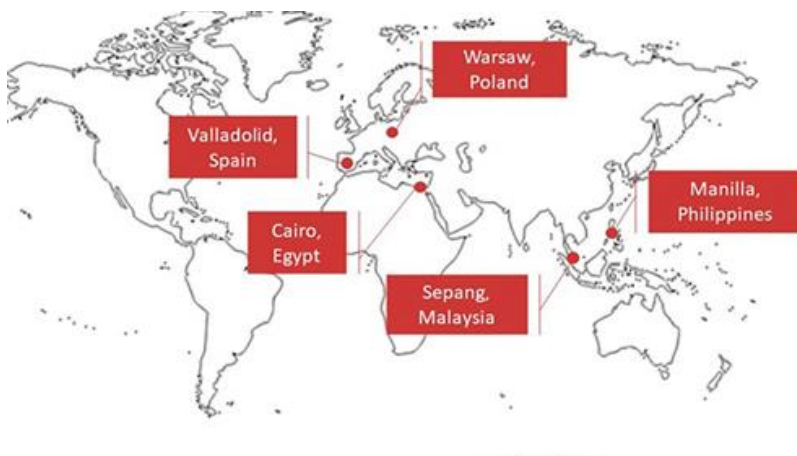 Warsaw,
Poland
Valladolid,
Spain
Manilla,
Philippines
Cairo,
Egypt
Sepang,
Malaysia